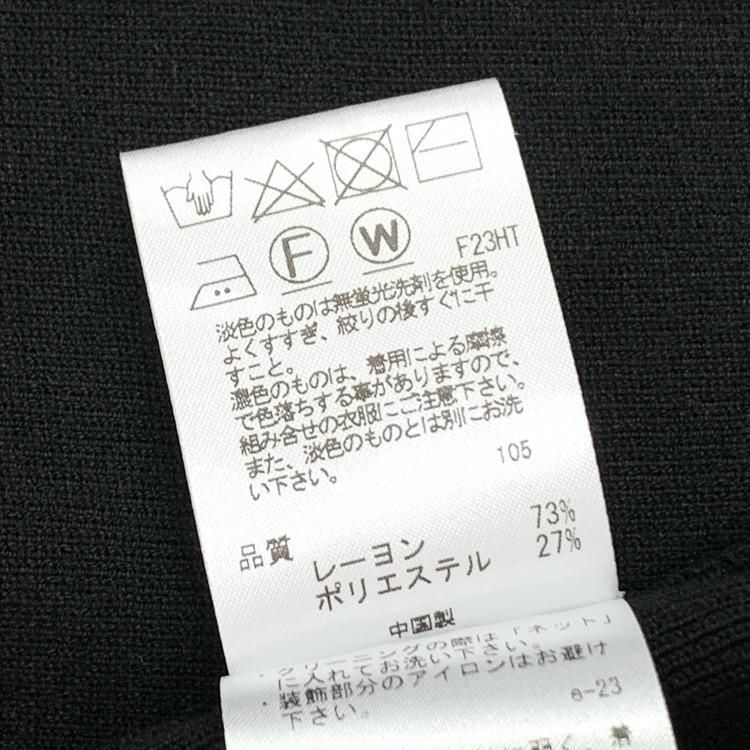 F W F23HT
淡色のものは無蛍光洗剤を使用。
よくすすぎ、絞りの後すぐに干
すこと。
濃色のものは、着用による摩擦
で色落ちする事がありますので、
組み合せの衣服にご注意下さい。
また、淡色のものとは別にお洗
い下さい。
105
品質 レーヨン 73%
ポリエステル 27%
中国製
・クリーニングの際は「ネット」
に入れてお洗い下さい。
・装飾部分のアイロンはお避け
下さい。
e-23